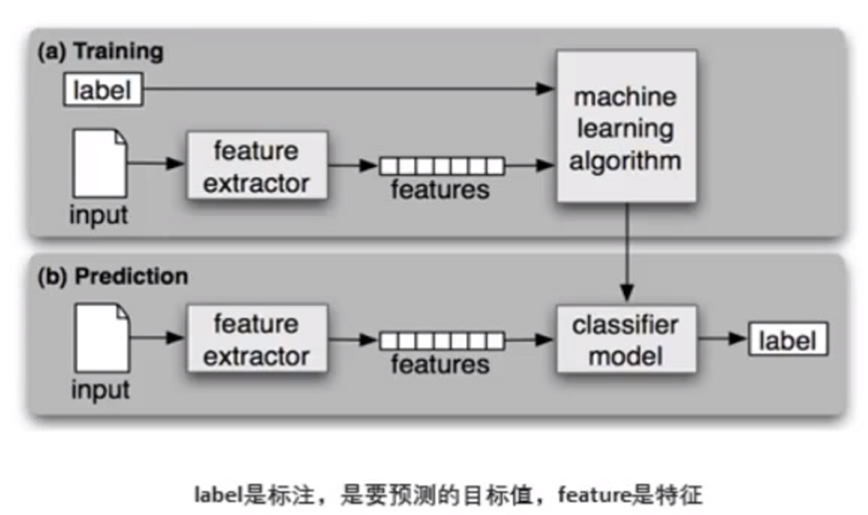 (a) Training
label
input
feature
extractor
features
machine
learning
algorithm
(b) Prediction
input
feature
extractor
features
classifier
model
label
label是标注，是要预测的目标值，feature是特征